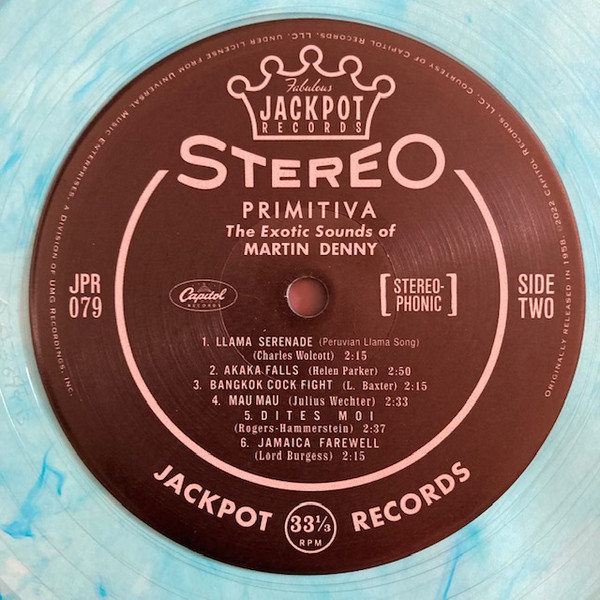 Fabulous
JACKPOT
RECORDS
STEREO
PRIMITIVA
The Exotic Sounds of
MARTIN DENNY
JPR
079
Capitol
RECORDS
[STEREO-
PHONIC]
SIDE
TWO
1. LLAMA SERENADE (Peruvian Llama Song)
(Charles Wolcott) 2:15
2. AKAKA FALLS (Helen Parker) 2:50
3. BANGKOK COCK FIGHT (L. Baxter) 2:15
4. MAU MAU (Julius Wechter) 2:33
5. DITES MOI
(Rogers-Hammerstein) 2:37
6. JAMAICA FAREWELL
(Lord Burgess) 2:15
JACKPOT RECORDS
33 1/3
RPM
ORIGINALLY RELEASED IN 1958. 2022 CAPITOL RECORDS, LLC. COURTESY OF CAPITOL RECORDS, LLC. UNDER LICENSE FROM UNIVERSAL MUSIC ENTERPRISES, A DIVISION OF UMG RECORDINGS, INC.